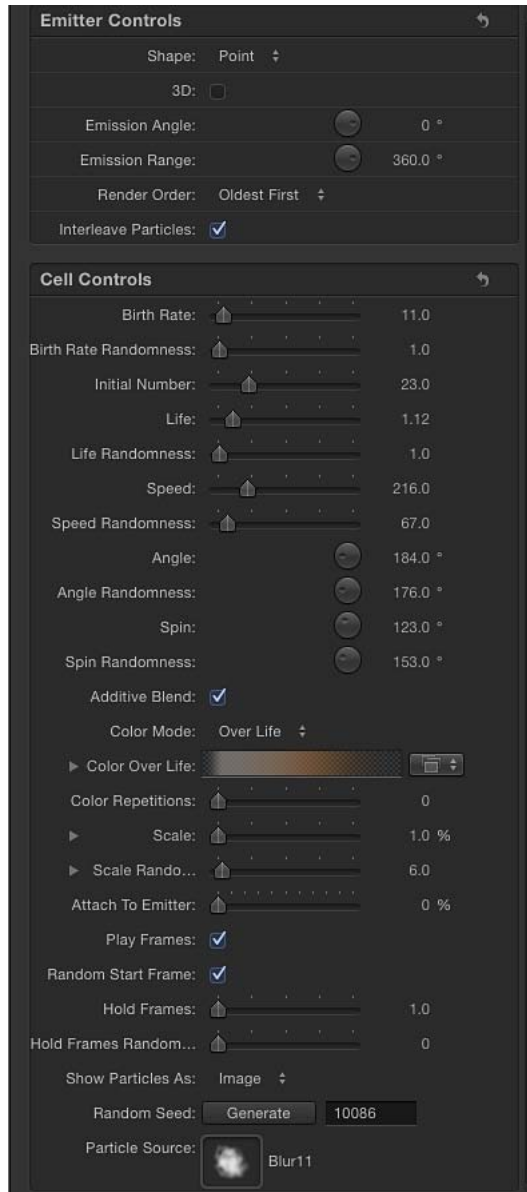 Emitter Controls
Shape: Point
3D:
Emission Angle: 0 °
Emission Range: 360.0 °
Render Order: Oldest First
Interleave Particles:
Cell Controls
Birth Rate: 11.0
Birth Rate Randomness: 1.0
Initial Number: 23.0
Life: 1.12
Life Randomness: 1.0
Speed: 216.0
Speed Randomness: 67.0
Angle: 184.0 °
Angle Randomness: 176.0 °
Spin: 123.0 °
Spin Randomness: 153.0 °
Additive Blend:
Color Mode: Over Life
Color Over Life:
Color Repetitions: 0
Scale: 1.0 %
Scale Rando... 6.0
Attach To Emitter: 0 %
Play Frames:
Random Start Frame:
Hold Frames: 1.0
Hold Frames Random... 0
Show Particles As: Image
Random Seed: Generate 10086
Particle Source: Blur11